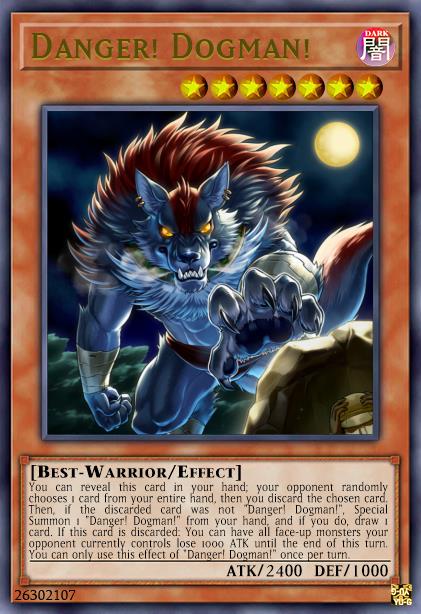 DANGER! DOGMAN!
DARK
闇
[BEST-WARRIOR/EFFECT]
You can reveal this card in your hand; your opponent randomly
chooses 1 card from your entire hand, then you discard the chosen card.
Then, if the discarded card was not "Danger! Dogman!", Special
Summon 1 "Danger! Dogman!" from your hand, and if you do, draw 1
card. If this card is discarded: You can have all face-up monsters your
opponent currently controls lose 1000 ATK until the end of this turn.
You can only use this effect of "Danger! Dogman!" once per turn.
ATK/2400 DEF/1000
26302107